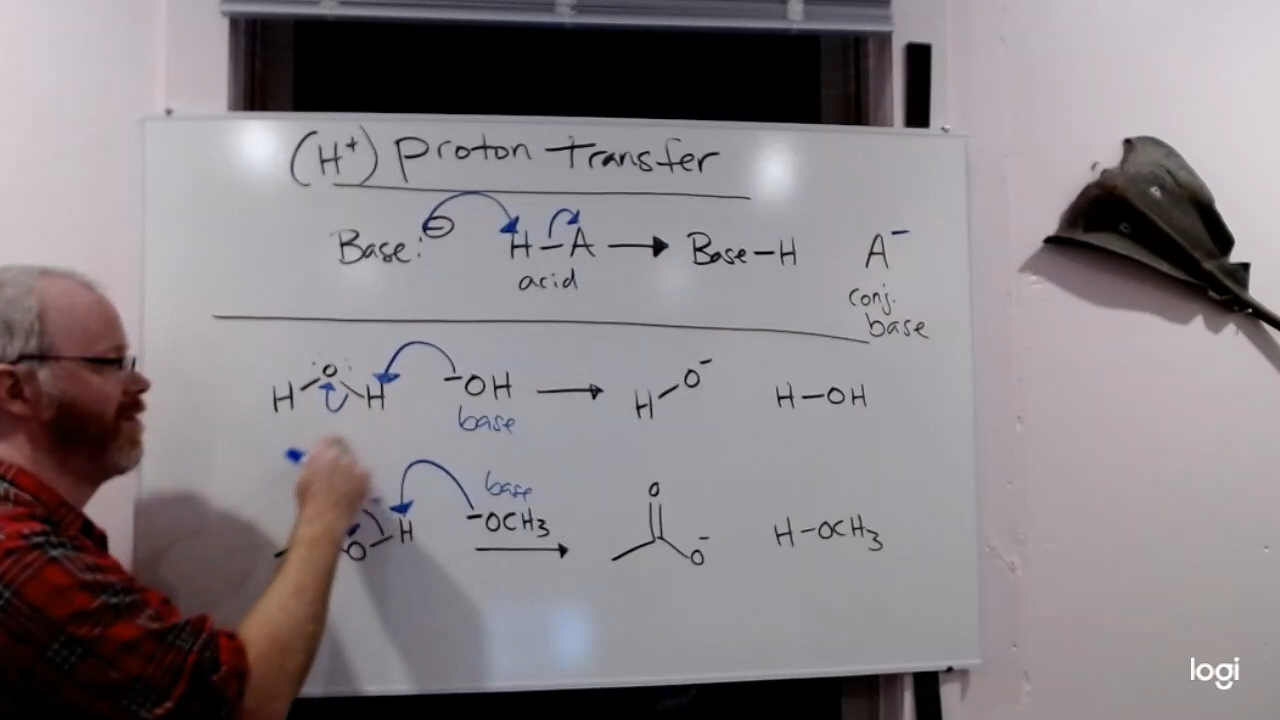 (H⁺) Proton Transfer
Base:⊖ H–A → Base–H A⁻
acid conj. base
H O H ⁻OH → H O⁻ H–OH
base
base O
O H ⁻OCH₃ → O⁻ H–OCH₃
logi